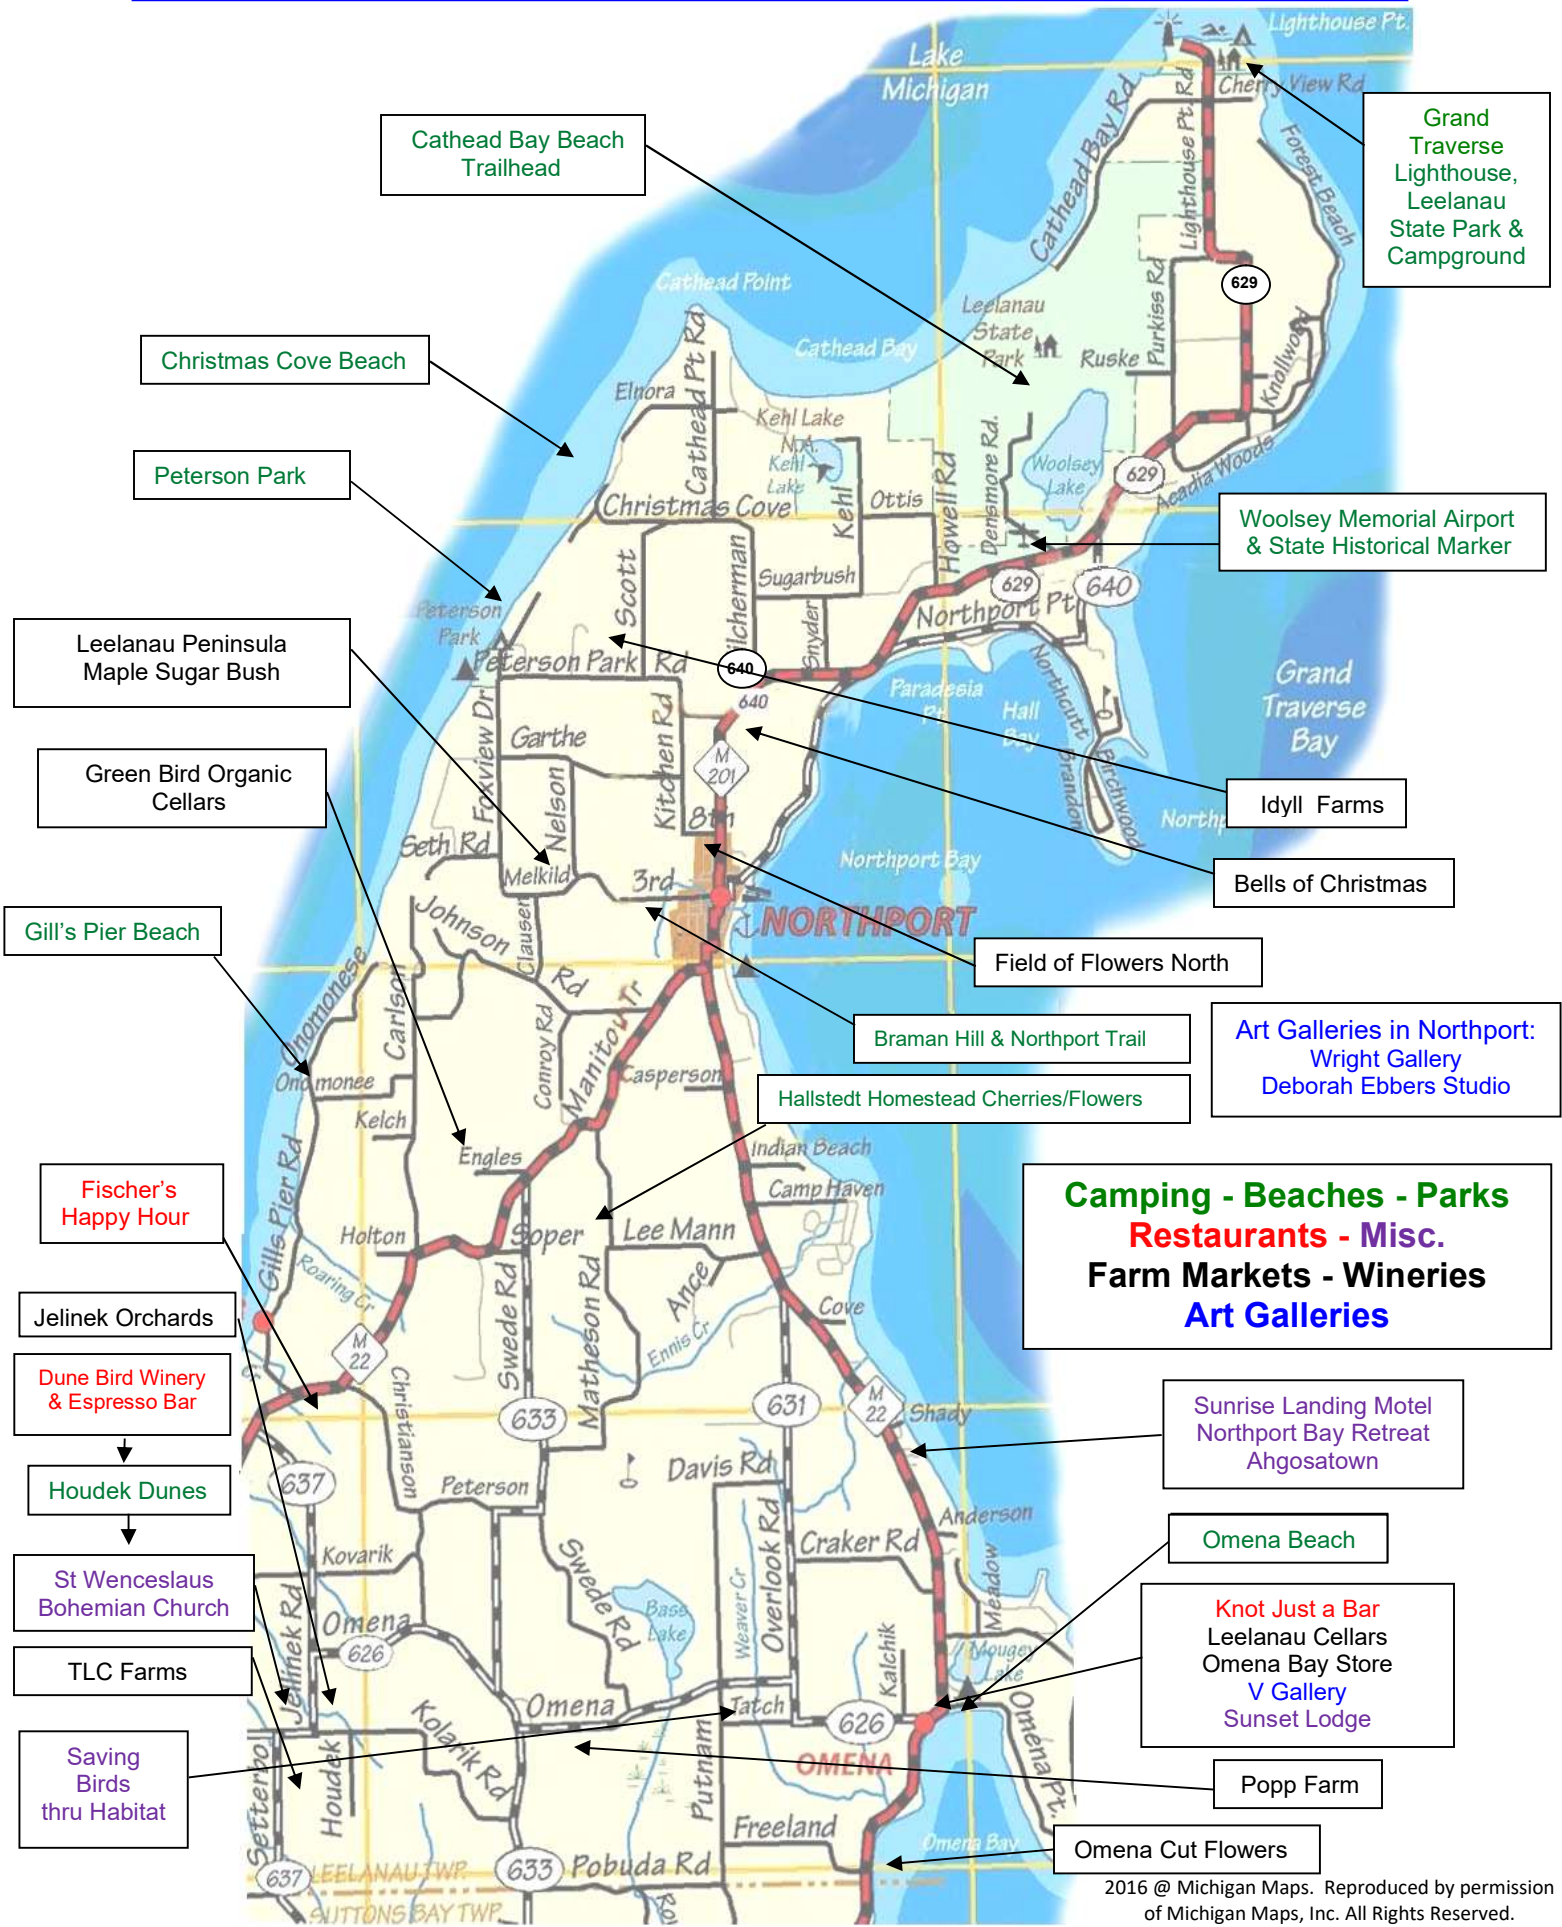 Lighthouse Pt.
Lake
Michigan
Cherry View Rd
Grand
Traverse
Lighthouse,
Leelanau
State Park &
Campground
Cathead Bay Beach
Trailhead
Cathead Bay Rd
Lighthouse Pt. Rd
Forest Beach
Cathead Point
629
Leelanau
State
Park
Purkiss Rd
Cathead Bay
Ruske
Knollwood
Christmas Cove Beach
Elnora
Cathead Pt Rd
Kehl Lake
N.A.
Kehl
Lake
Woolsey
Lake
Howell Rd
Densmore Rd.
629
Acadia Woods
Peterson Park
Christmas Cove
Kehl
Ottis
Woolsey Memorial Airport
& State Historical Marker
Scott
Sugarbush
629
640
Peterson
Park
Snyder
Northport Pt
Leelanau Peninsula
Maple Sugar Bush
Peterson Park Rd
640
640
Paradesia
Pt.
Hall
Bay
Northcutt
Grand
Traverse
Bay
Foxview Dr
Garthe
Kitchen Rd
M
201
Brandon
Birchwood
Green Bird Organic
Cellars
Nelson
8th
Idyll Farms
Seth Rd
Melkild
3rd
Northport Bay
Bells of Christmas
Johnson
Rd
Clausen
NORTHPORT
Gill's Pier Beach
Field of Flowers North
Onomonese
Carlson
Conroy Rd
Manitou Tr
Braman Hill & Northport Trail
Art Galleries in Northport:
Wright Gallery
Deborah Ebbers Studio
Onomonee
Casperson
Hallstedt Homestead Cherries/Flowers
Kelch
Engles
Indian Beach
Camp Haven
Fischer's
Happy Hour
Gills Pier Rd
Holton
Soper
Lee Mann
Camping - Beaches - Parks
Restaurants - Misc.
Farm Markets - Wineries
Art Galleries
Roaring Cr
Swede Rd
Matheson Rd
Ance
Cove
Jelinek Orchards
Ennis Cr
M
22
Dune Bird Winery
& Espresso Bar
Christianson
633
631
M
22
Shady
Sunrise Landing Motel
Northport Bay Retreat
Ahgosatown
Houdek Dunes
637
Peterson
Davis Rd
Anderson
Omena Beach
Kovarik
Craker Rd
Overlook Rd
St Wenceslaus
Bohemian Church
Swede Rd
Bass
Lake
Weaver Cr
Meadow
Knot Just a Bar
Leelanau Cellars
Omena Bay Store
V Gallery
Sunset Lodge
Jelinek Rd
Omena
626
Kalchik
Mougey
Lake
TLC Farms
Kolarik Rd
Omena
Tatch
626
Omena Pt.
Saving
Birds
thru Habitat
Setterbo
Houdek
Putnam
OMENA
Popp Farm
Freeland
Omena Bay
Omena Cut Flowers
637
LEELANAU TWP.
633
Pobuda Rd
SUTTONS BAY TWP.
2016 @ Michigan Maps. Reproduced by permission
of Michigan Maps, Inc. All Rights Reserved.